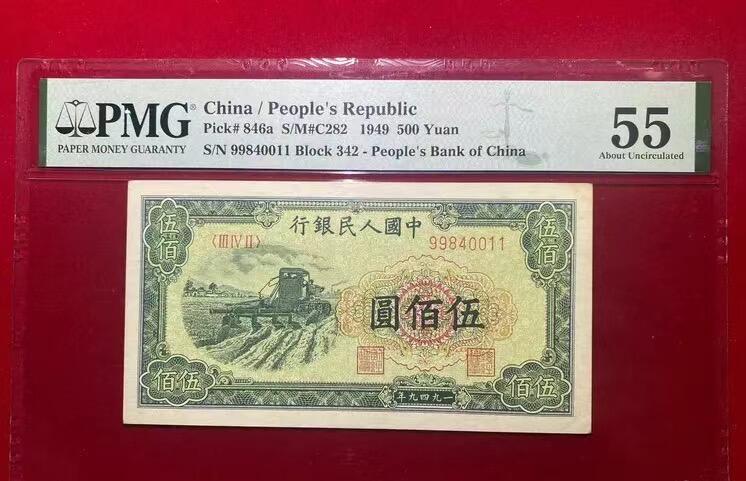 PMG
PAPER MONEY GUARANTY
China / People's Republic
Pick# 846a S/M#C282 1949 500 Yuan
S/N 99840011 Block 342 - People's Bank of China
55
About Uncirculated
行銀民人國中
伍佰
伍佰
〈III IV II〉
99840011
圓佰伍
佰伍
佰伍
年九四九一